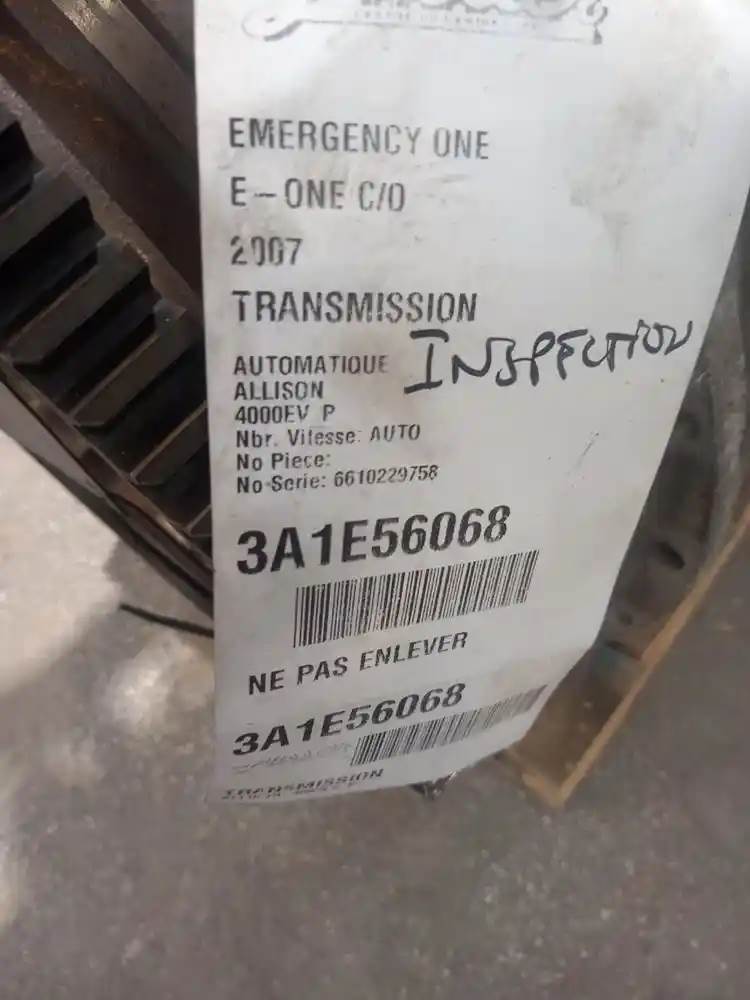 EMERGENCY ONE
E-ONE C/O
2007
TRANSMISSION
AUTOMATIQUE INSPECTION
ALLISON
4000EV P
Nbr. Vitesse: AUTO
No Piece:
No Serie: 6610229758
3A1E56068
NE PAS ENLEVER
3A1E56068
TRANSMISSION